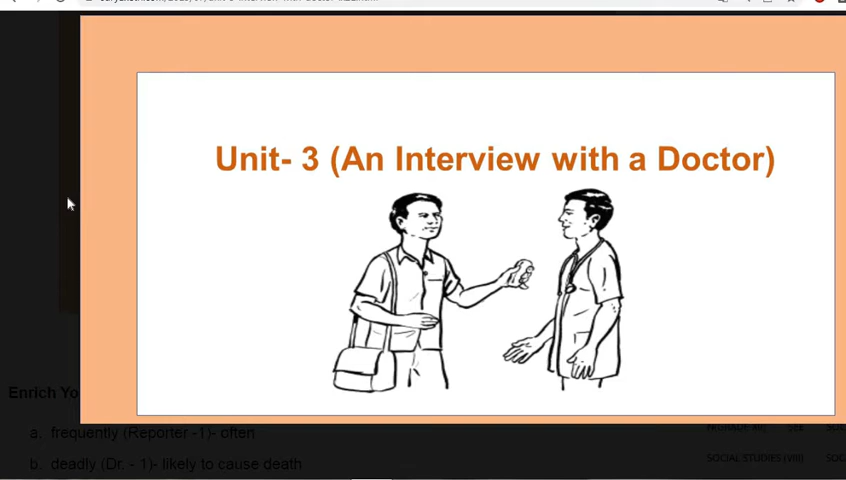 Unit- 3 (An Interview with a Doctor)
Enrich Yo
a. frequently (Reporter -1)- often
b. deadly (Dr. - 1)- likely to cause death
SOCIAL STUDIES (VIII)